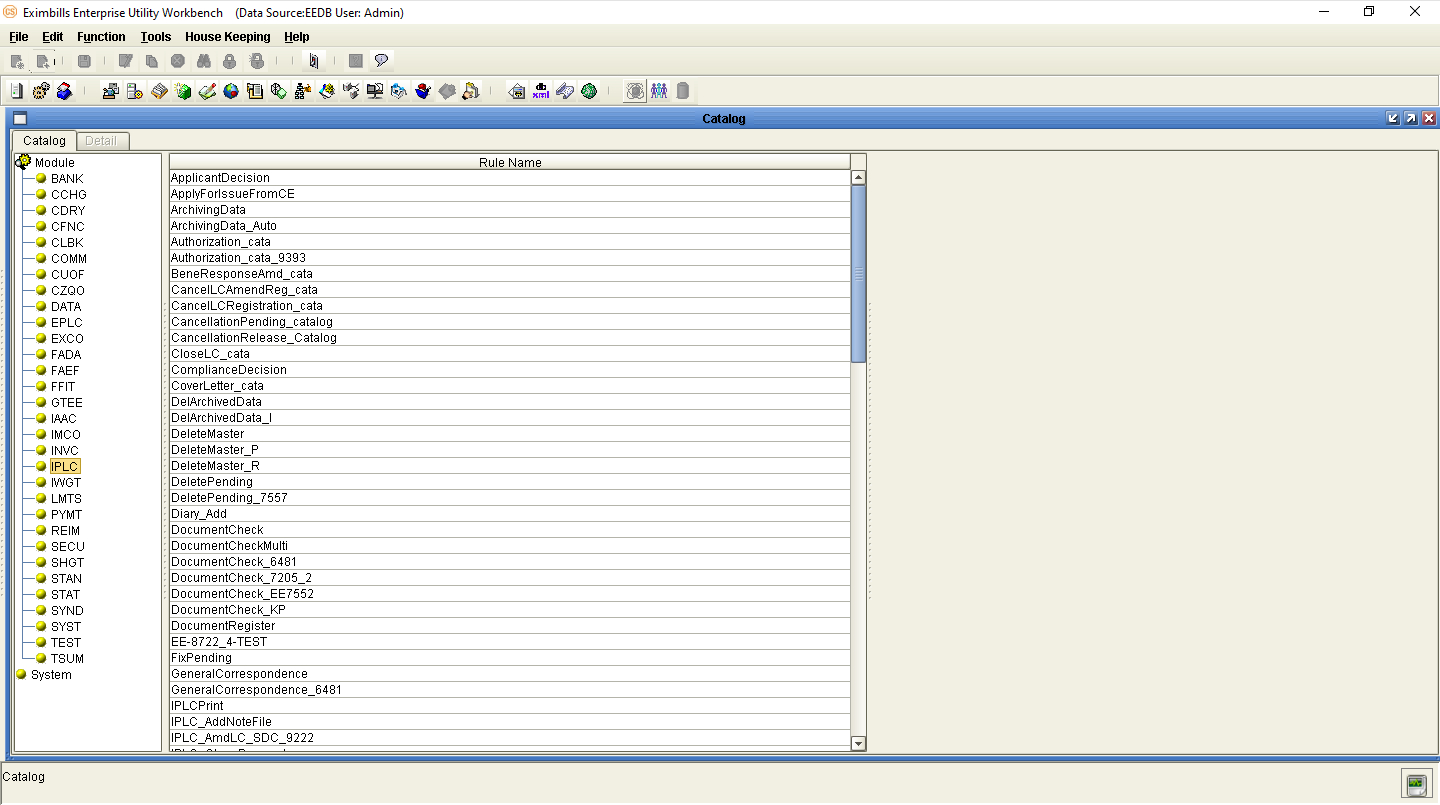 Eximbills Enterprise Utility Workbench (Data Source:EEDB User: Admin)
File Edit Function Tools House Keeping Help
Catalog
Catalog Detail
Module
BANK
CCHG
CDRY
CFNC
CLBK
COMM
CUOF
CZQO
DATA
EPLC
EXCO
FADA
FAEF
FFIT
GTEE
IAAC
IMCO
INVC
IPLC
IWGT
LMTS
PYMT
REIM
SECU
SHGT
STAN
STAT
SYND
SYST
TEST
TSUM
System
Rule Name
ApplicantDecision
ApplyForIssueFromCE
ArchivingData
ArchivingData_Auto
Authorization_cata
Authorization_cata_9393
BeneResponseAmd_cata
CancelLCAmendReg_cata
CancelLCRegistration_cata
CancellationPending_catalog
CancellationRelease_Catalog
CloseLC_cata
ComplianceDecision
CoverLetter_cata
DelArchivedData
DelArchivedData_I
DeleteMaster
DeleteMaster_P
DeleteMaster_R
DeletePending
DeletePending_7557
Diary_Add
DocumentCheck
DocumentCheckMulti
DocumentCheck_6481
DocumentCheck_7205_2
DocumentCheck_EE7552
DocumentCheck_KP
DocumentRegister
EE-8722_4-TEST
FixPending
GeneralCorrespondence
GeneralCorrespondence_6481
IPLCPrint
IPLC_AddNoteFile
IPLC_AmdLC_SDC_9222
Catalog